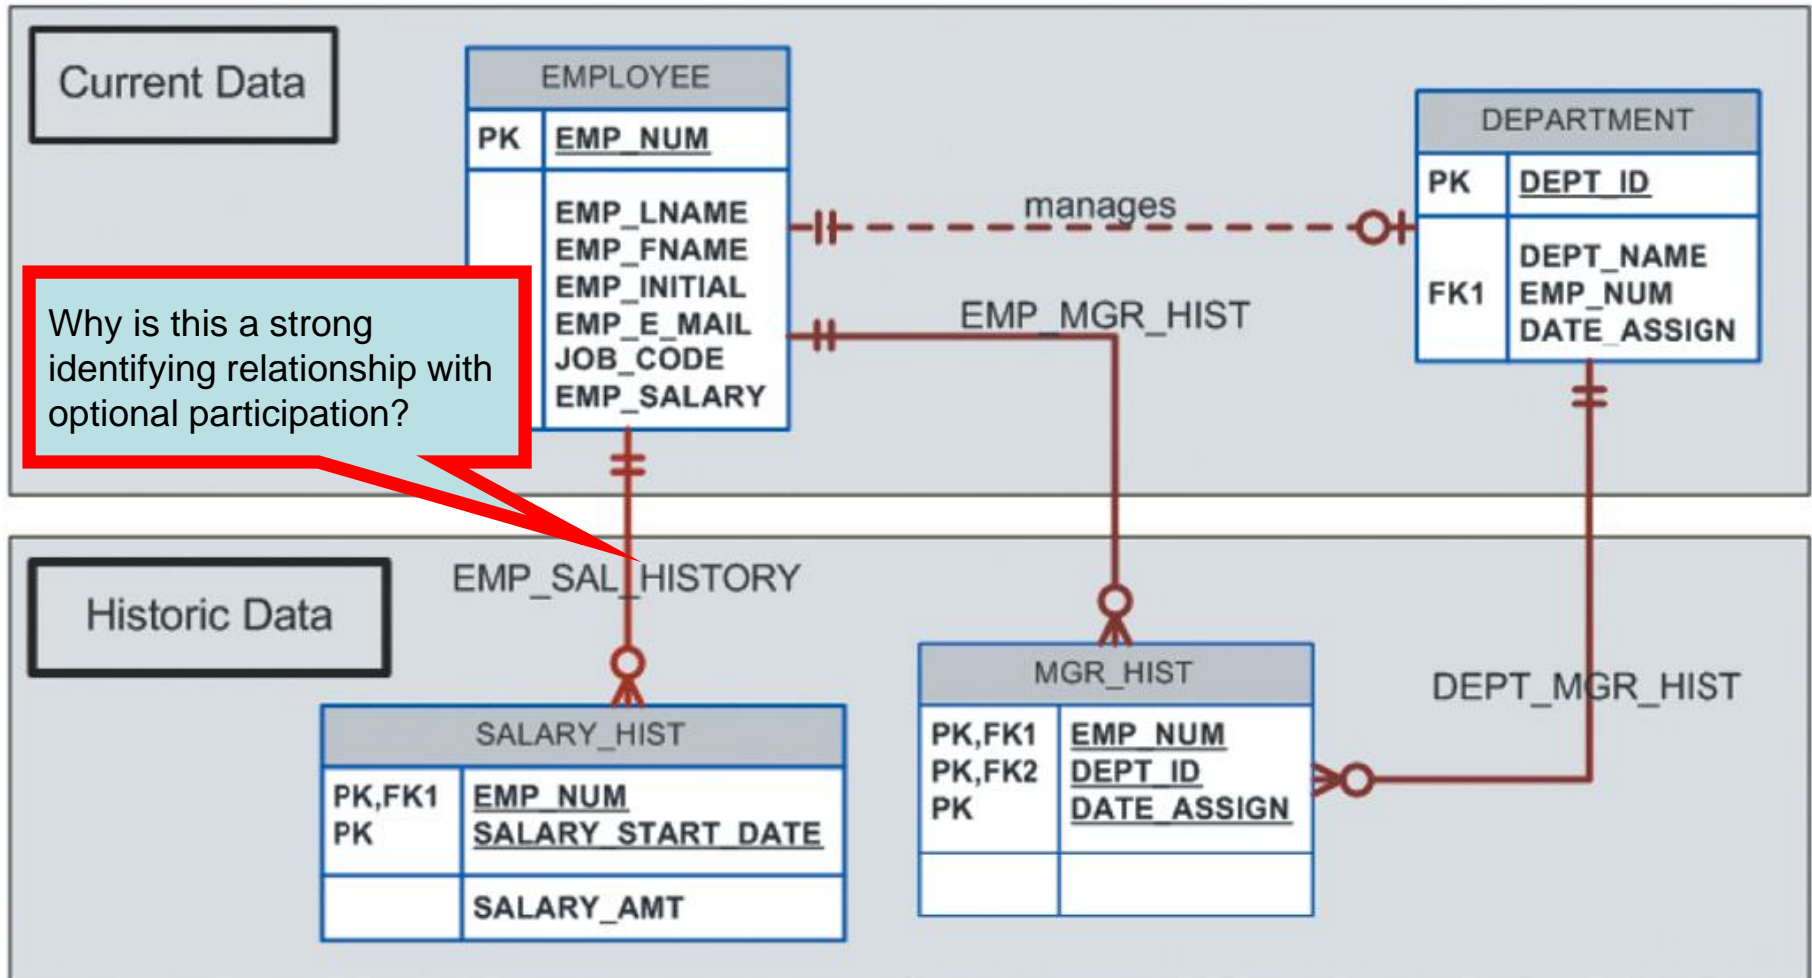 Current Data
EMPLOYEE
PK EMP_NUM
EMP_LNAME
EMP_FNAME
EMP_INITIAL
EMP_E_MAIL
JOB_CODE
EMP_SALARY
manages
DEPARTMENT
PK DEPT_ID
DEPT_NAME
FK1 EMP_NUM
DATE_ASSIGN
EMP_MGR_HIST
Why is this a strong
identifying relationship with
optional participation?
Historic Data
EMP_SAL_HISTORY
SALARY_HIST
PK,FK1 EMP_NUM
PK SALARY_START_DATE
SALARY_AMT
MGR_HIST
PK,FK1 EMP_NUM
PK,FK2 DEPT_ID
PK DATE_ASSIGN
DEPT_MGR_HIST